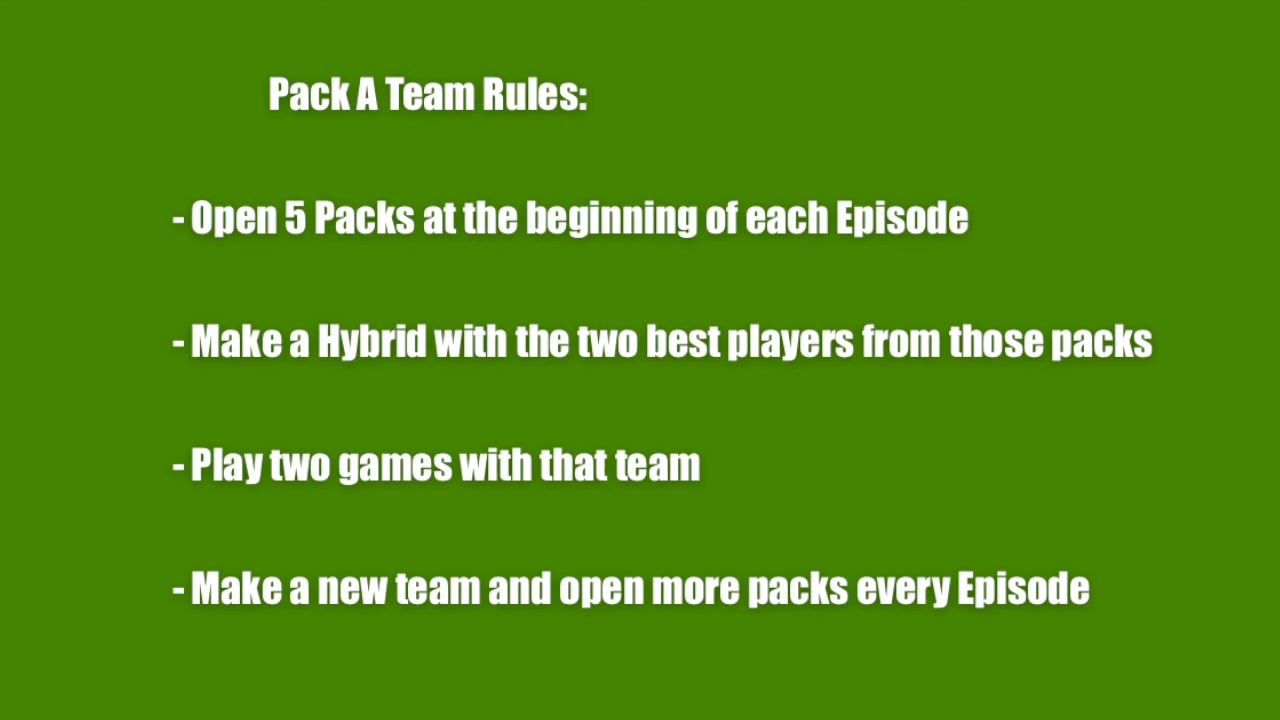 Pack A Team Rules:
- Open 5 Packs at the beginning of each Episode
- Make a Hybrid with the two best players from those packs
- Play two games with that team
- Make a new team and open more packs every Episode